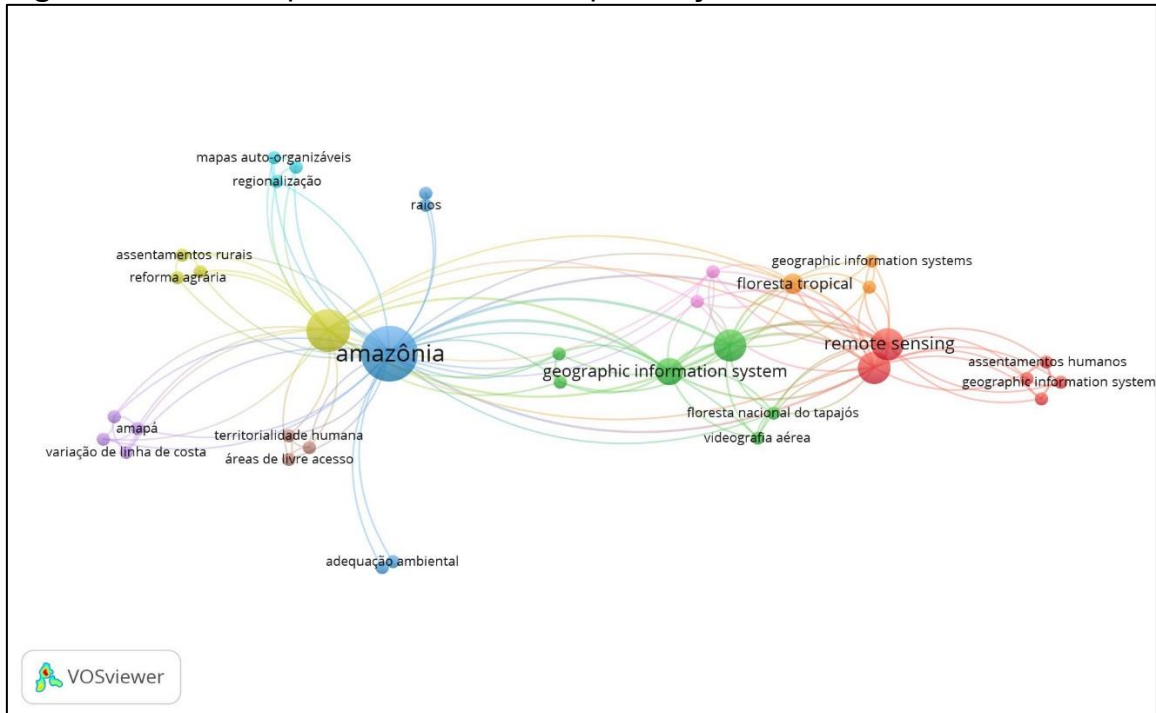 mapas auto-organizáveis
regionalização
raios
assentamentos rurais
reforma agrária
geographic information systems
floresta tropical
amazônia
remote sensing
geographic information system
assentamentos humanos
geographic information system
floresta nacional do tapajós
amapá
territorialidade humana
videografia aérea
variação de linha de costa
áreas de livre acesso
adequação ambiental
VOSviewer